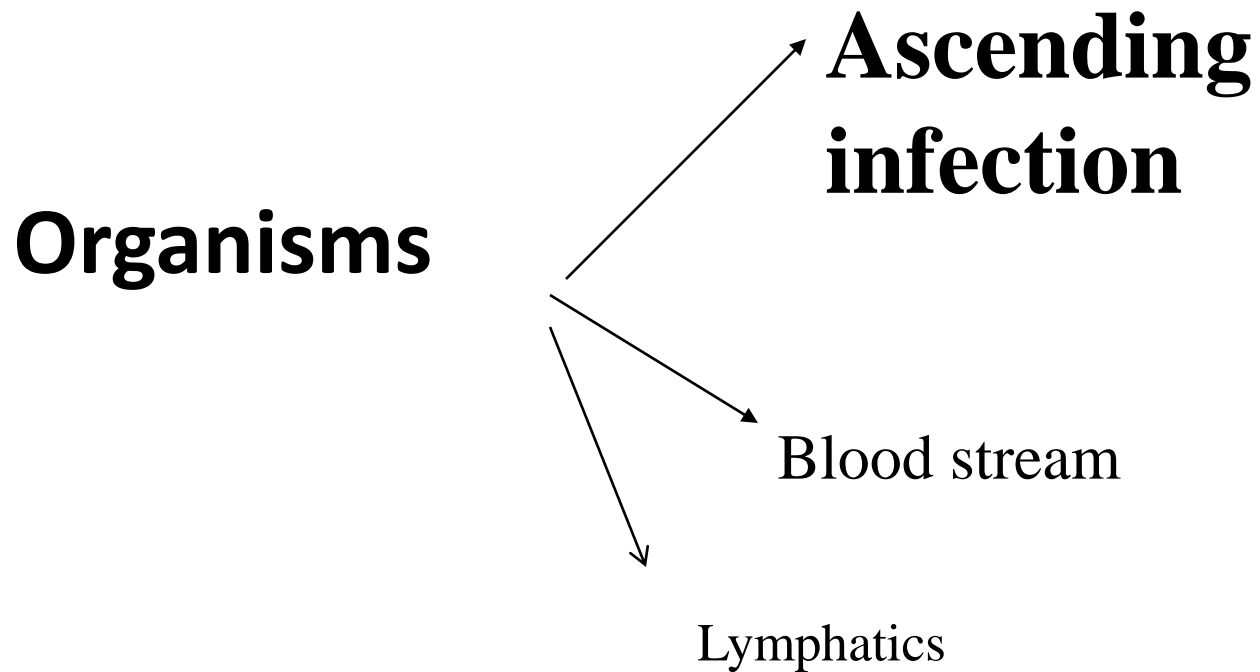 Ascending
infection
Organisms
Blood stream
Lymphatics